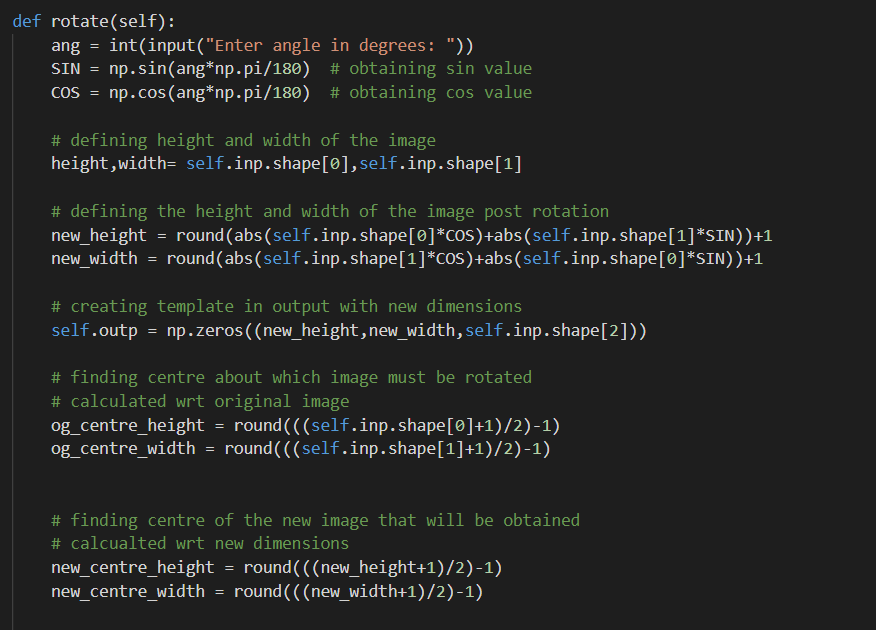 def rotate(self):
    ang = int(input("Enter angle in degrees: "))
    SIN = np.sin(ang*np.pi/180)  # obtaining sin value
    COS = np.cos(ang*np.pi/180)  # obtaining cos value
    # defining height and width of the image
    height,width= self.inp.shape[0],self.inp.shape[1]
    # defining the height and width of the image post rotation
    new_height = round(abs(self.inp.shape[0]*COS)+abs(self.inp.shape[1]*SIN))+1
    new_width = round(abs(self.inp.shape[1]*COS)+abs(self.inp.shape[0]*SIN))+1
    # creating template in output with new dimensions
    self.outp = np.zeros((new_height,new_width,self.inp.shape[2]))
    # finding centre about which image must be rotated
    # calculated wrt original image
    og_centre_height = round(((self.inp.shape[0]+1)/2)-1)
    og_centre_width = round(((self.inp.shape[1]+1)/2)-1)
    # finding centre of the new image that will be obtained
    # calcualted wrt new dimensions
    new_centre_height = round(((new_height+1)/2)-1)
    new_centre_width = round(((new_width+1)/2)-1)